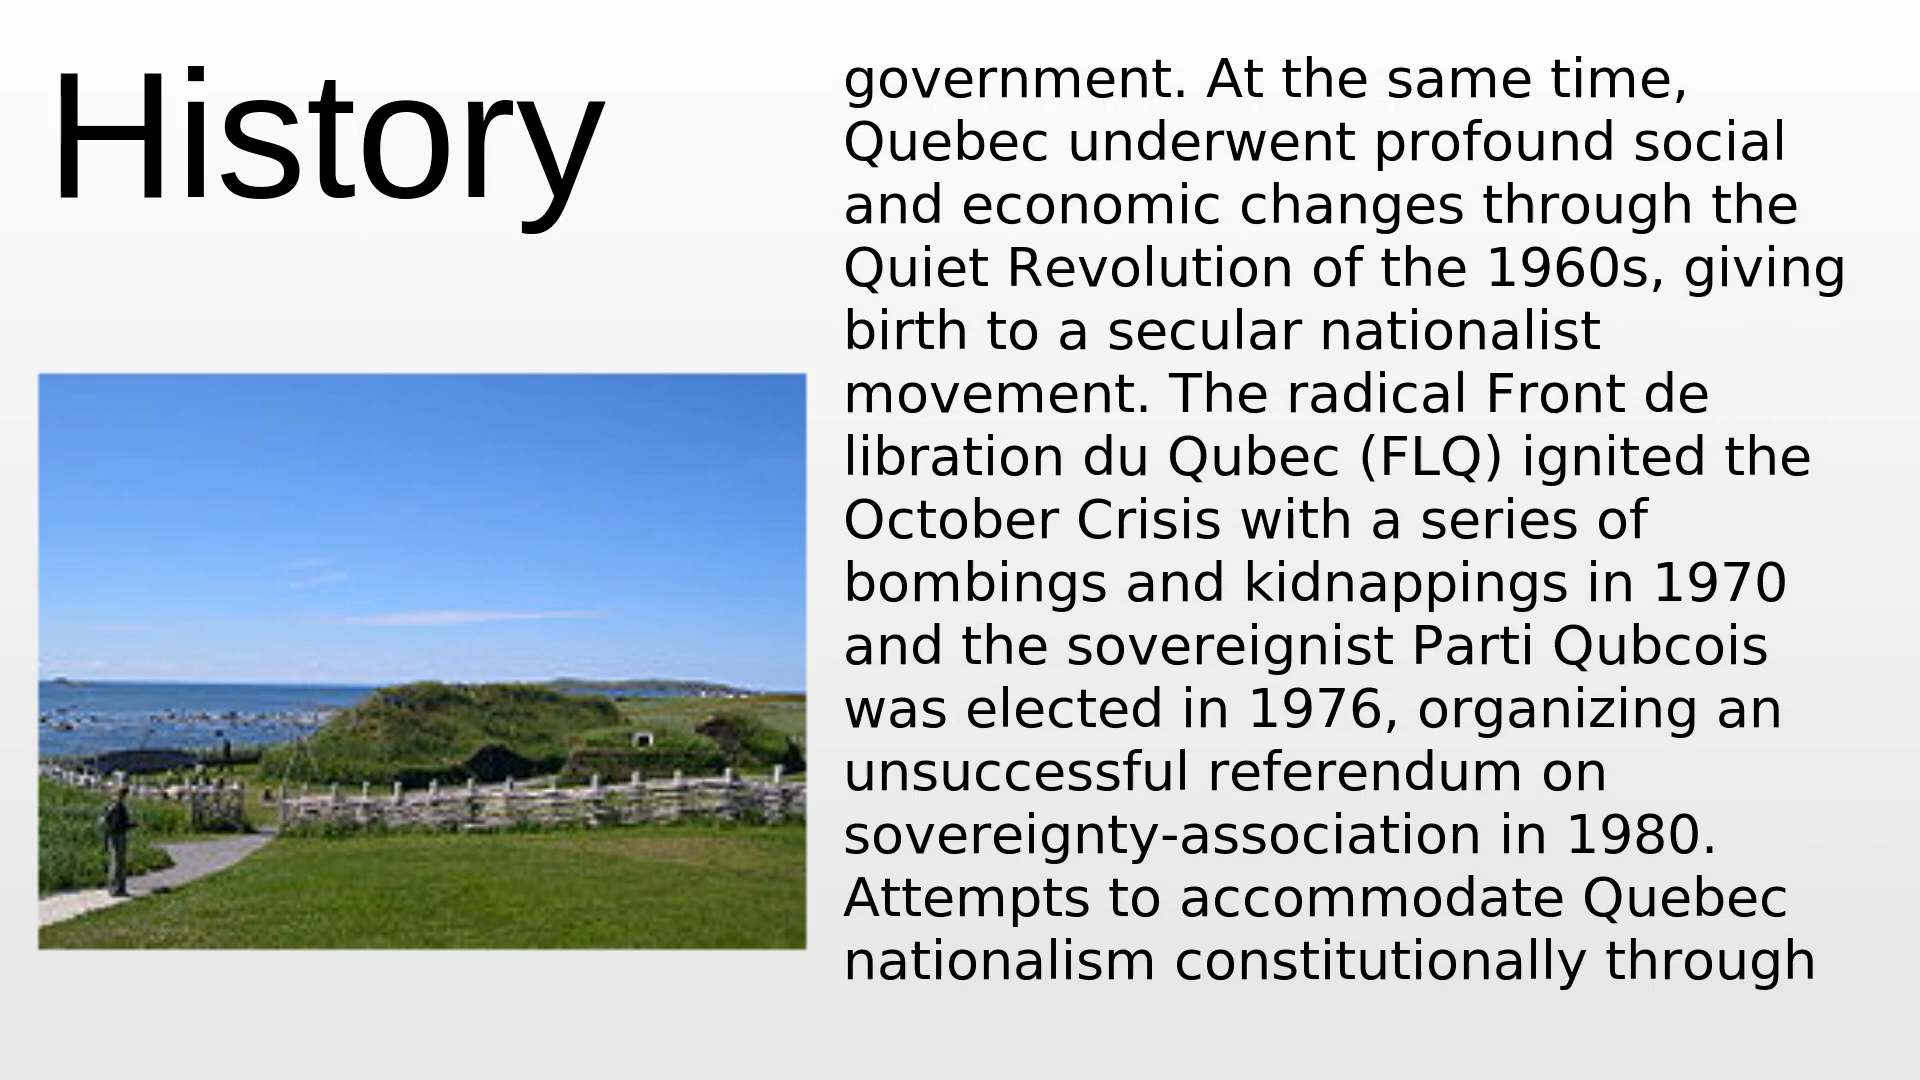 History
government. At the same time,
Quebec underwent profound social
and economic changes through the
Quiet Revolution of the 1960s, giving
birth to a secular nationalist
movement. The radical Front de
libration du Qubec (FLQ) ignited the
October Crisis with a series of
bombings and kidnappings in 1970
and the sovereignist Parti Qubcois
was elected in 1976, organizing an
unsuccessful referendum on
sovereignty-association in 1980.
Attempts to accommodate Quebec
nationalism constitutionally through